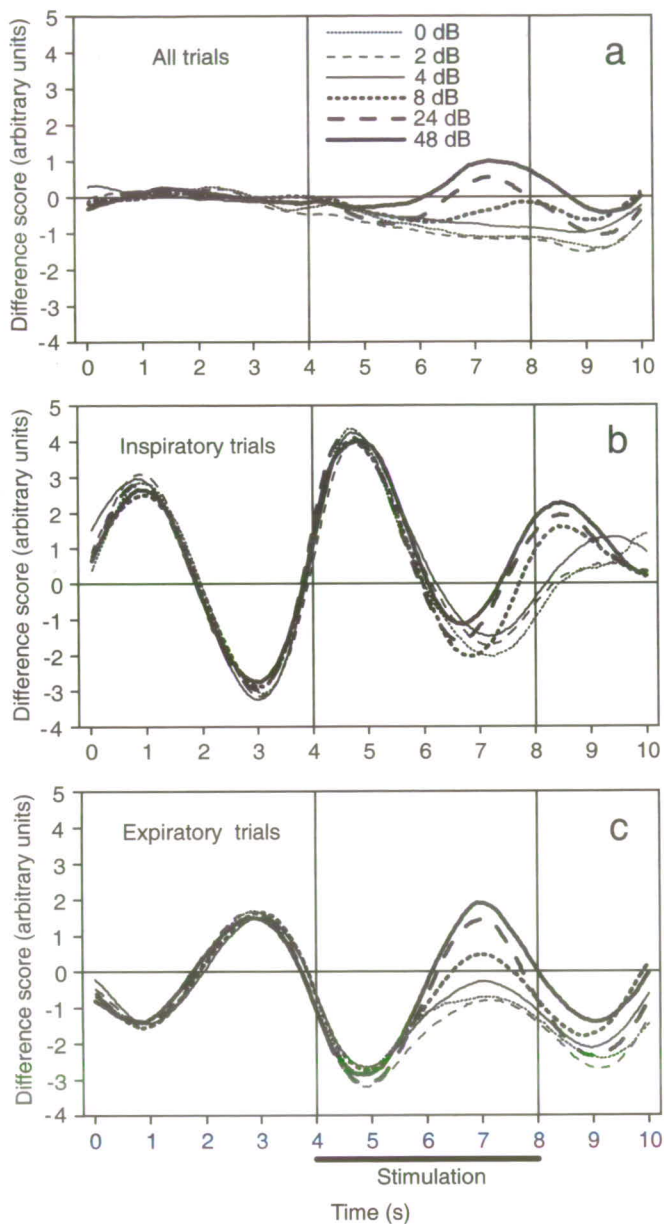 5
4
3
2
1
0
-1
-2
-3
-4
Difference score (arbitrary units)
All trials
a
0 dB
2 dB
4 dB
8 dB
24 dB
48 dB
0 1 2 3 4 5 6 7 8 9 10
5
4
3
2
1
0
-1
-2
-3
-4
Difference score (arbitrary units)
Inspiratory trials
b
0 1 2 3 4 5 6 7 8 9 10
5
4
3
2
1
0
-1
-2
-3
-4
Difference score (arbitrary units)
Expiratory trials
c
0 1 2 3 4 5 6 7 8 9 10
Stimulation
Time (s)